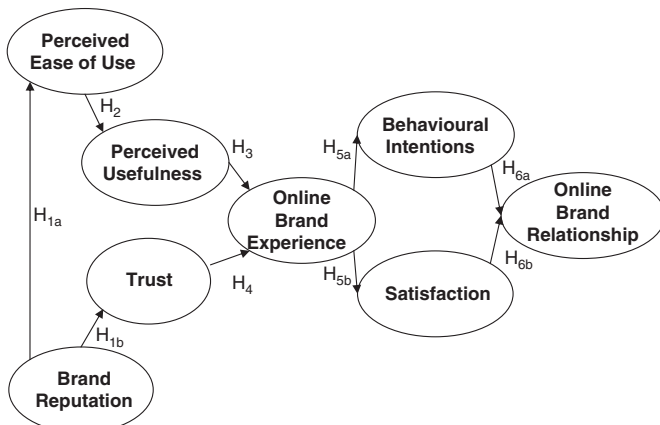 Perceived
Ease of Use
H2
Perceived
Usefulness
H3
H1a
Online
Brand
Experience
Trust
H4
H1b
Brand
Reputation
H5a
Behavioural
Intentions
H6a
Online
Brand
Relationship
H5b
Satisfaction
H6b